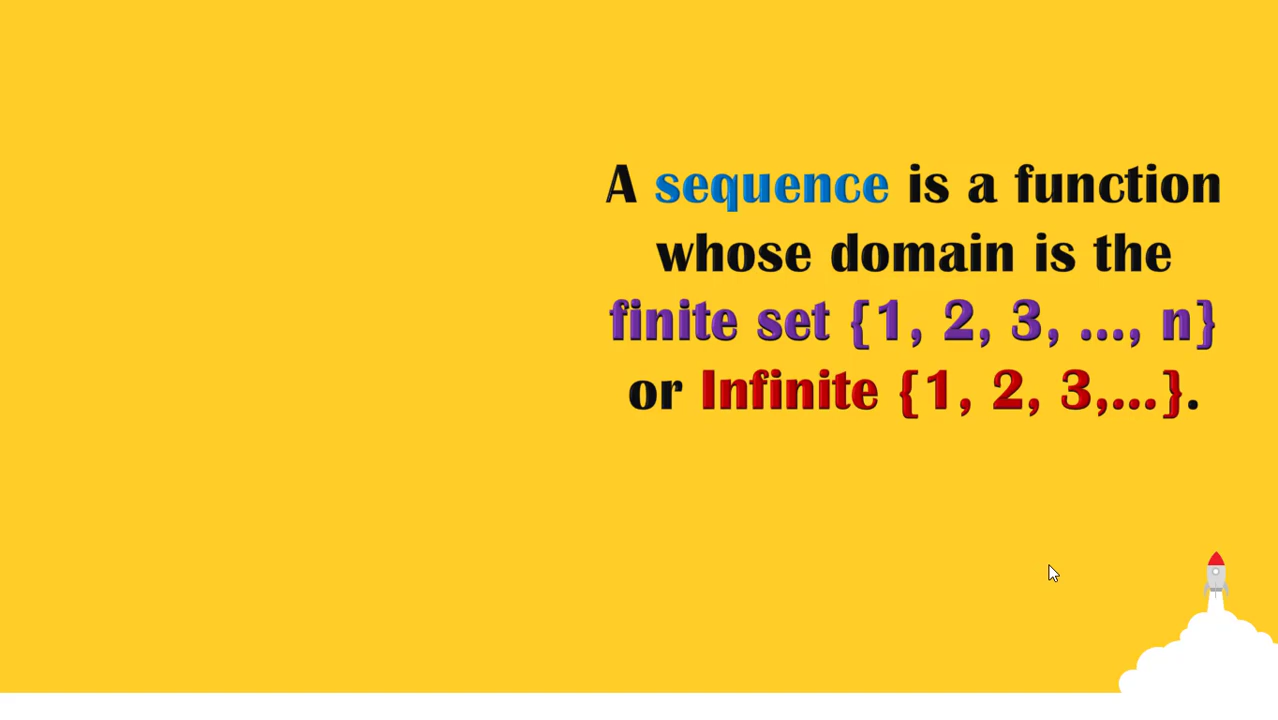 A sequence is a function
whose domain is the
finite set {1, 2, 3, ..., n}
or Infinite {1, 2, 3,...}.